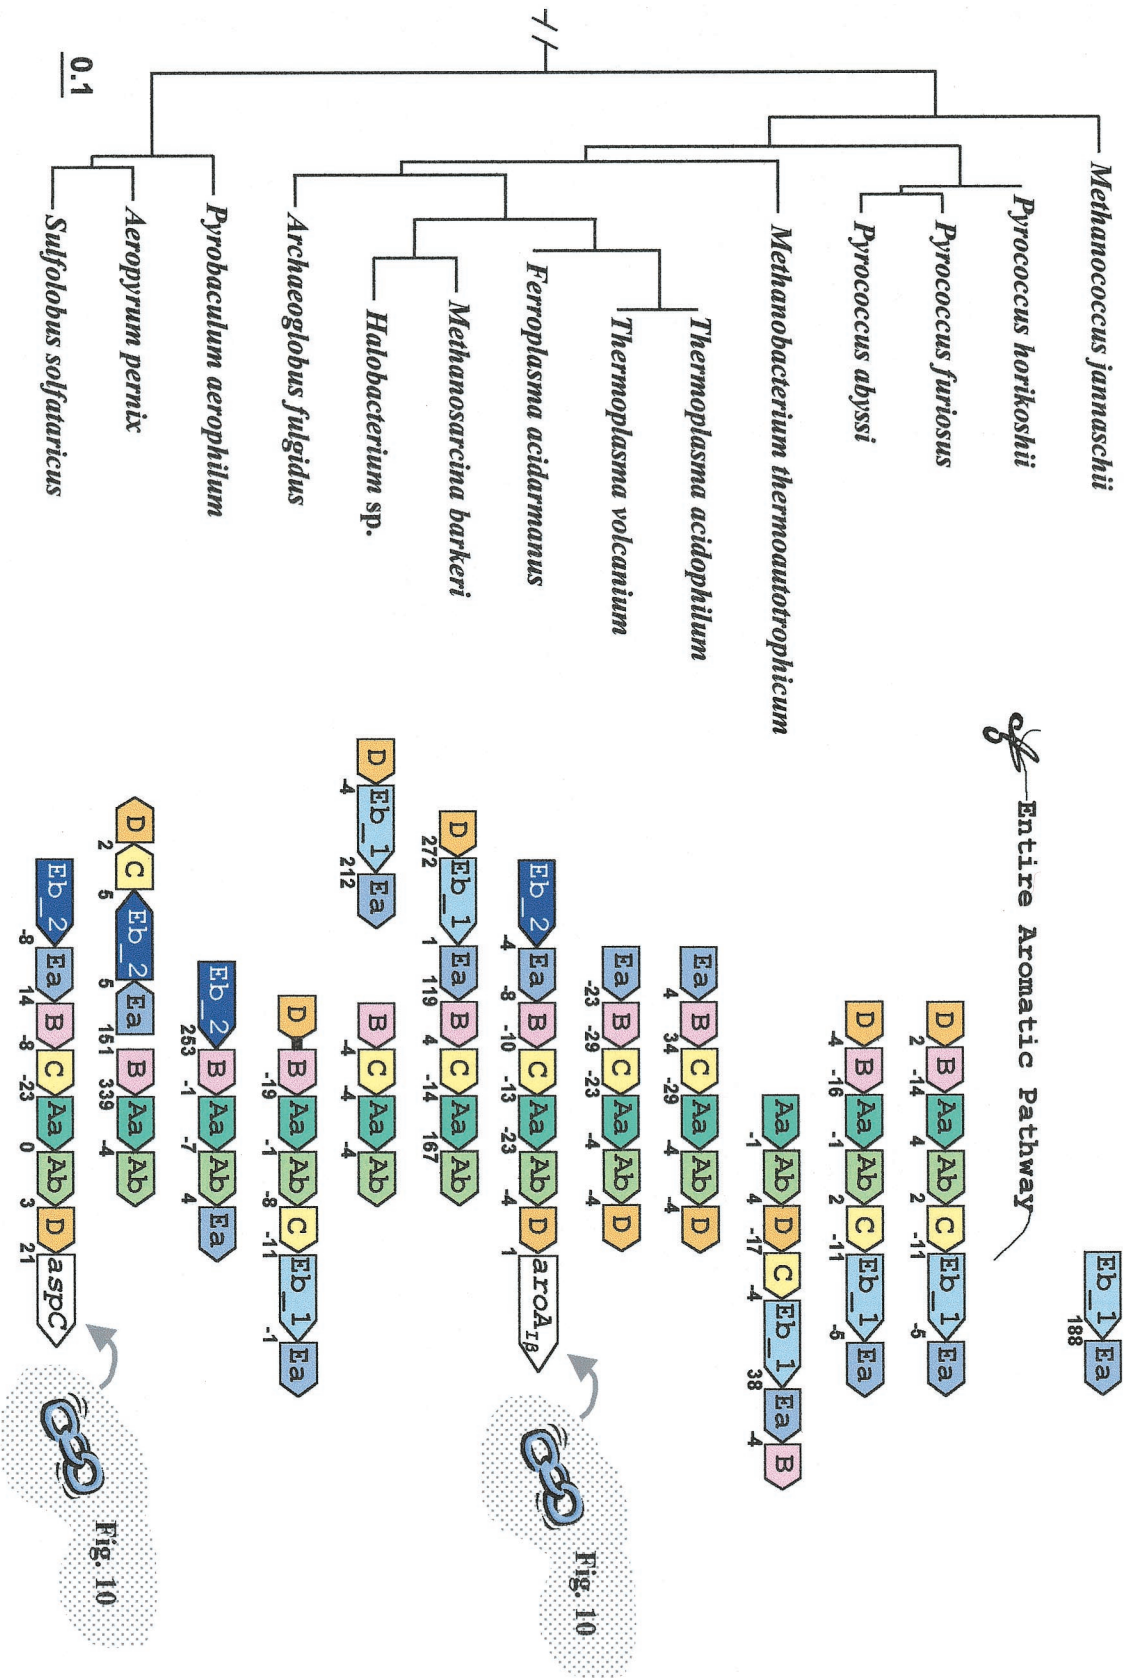 Methanococcus jannaschii Eb_1 Ea
188
Pyrococcus horikoshii Entire Aromatic Pathway
Pyrococcus furiosus D B Aa Ab C Eb_1 Ea
2 -14 4 2 -11 -5
Pyrococcus abyssi D B Aa Ab C Eb_1 Ea
-4 -16 -1 2 -11 -5
Methanobacterium thermoautotrophicum Aa Ab D C Eb_1 Ea B
-1 4 -17 -4 38 -4
Thermoplasma acidophilum Ea B C Aa Ab D
4 34 -29 -4 -4
Thermoplasma volcanium Ea B C Aa Ab D
-23 -29 -23 -4 -4
Ferroplasma acidarmanus Eb_2 Ea B C Aa Ab D aroA Iβ Fig. 10
-4 -8 -10 -13 -23 -4 1
Methanosarcina barkeri D Eb_1 Ea B C Aa Ab
272 1 119 4 -14 167
Halobacterium sp. D Eb_1 Ea B C Aa Ab
-4 212 -4 -4 -4
Archaeoglobus fulgidus D B Aa Ab C Eb_1 Ea
-19 -1 -8 -11 -1
Pyrobaculum aerophilum Eb_2 B Aa Ab Ea
253 -1 -7 4
Aeropyrum pernix D C Eb_2 Ea B Aa Ab Fig. 10
2 5 5 151 339 -4
Sulfolobus solfataricus Eb_2 Ea B C Aa Ab D aspC
-8 14 -8 -23 0 3 21
0.1